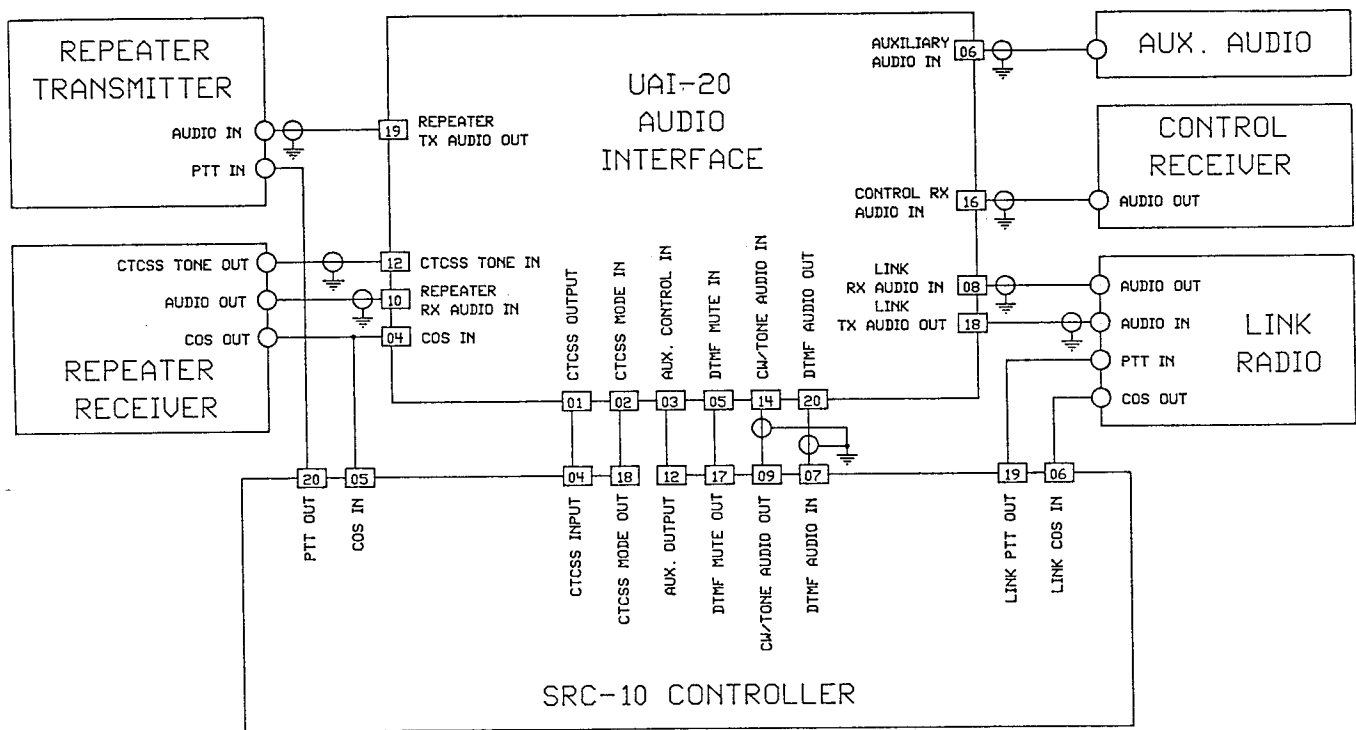 REPEATER
TRANSMITTER
AUDIO IN
PTT IN
19
REPEATER
TX AUDIO OUT
UAI-20
AUDIO
INTERFACE
AUXILIARY
AUDIO IN
06
AUX. AUDIO
CONTROL
RECEIVER
AUDIO OUT
CONTROL RX
AUDIO IN
16
CTCSS TONE OUT
AUDIO OUT
COS OUT
REPEATER
RECEIVER
12
CTCSS TONE IN
10
REPEATER
RX AUDIO IN
04
COS IN
LINK
RX AUDIO IN
08
LINK
TX AUDIO OUT
18
AUDIO OUT
AUDIO IN
PTT IN
COS OUT
LINK
RADIO
CTCSS OUTPUT
CTCSS MODE IN
AUX. CONTROL IN
DTMF MUTE IN
CW/TONE AUDIO IN
DTMF AUDIO OUT
01
02
03
05
14
20
20
05
04
18
12
17
09
07
19
06
PTT OUT
COS IN
CTCSS INPUT
CTCSS MODE OUT
AUX. OUTPUT
DTMF MUTE OUT
CW/TONE AUDIO OUT
DTMF AUDIO IN
LINK PTT OUT
LINK COS IN
SRC-10 CONTROLLER